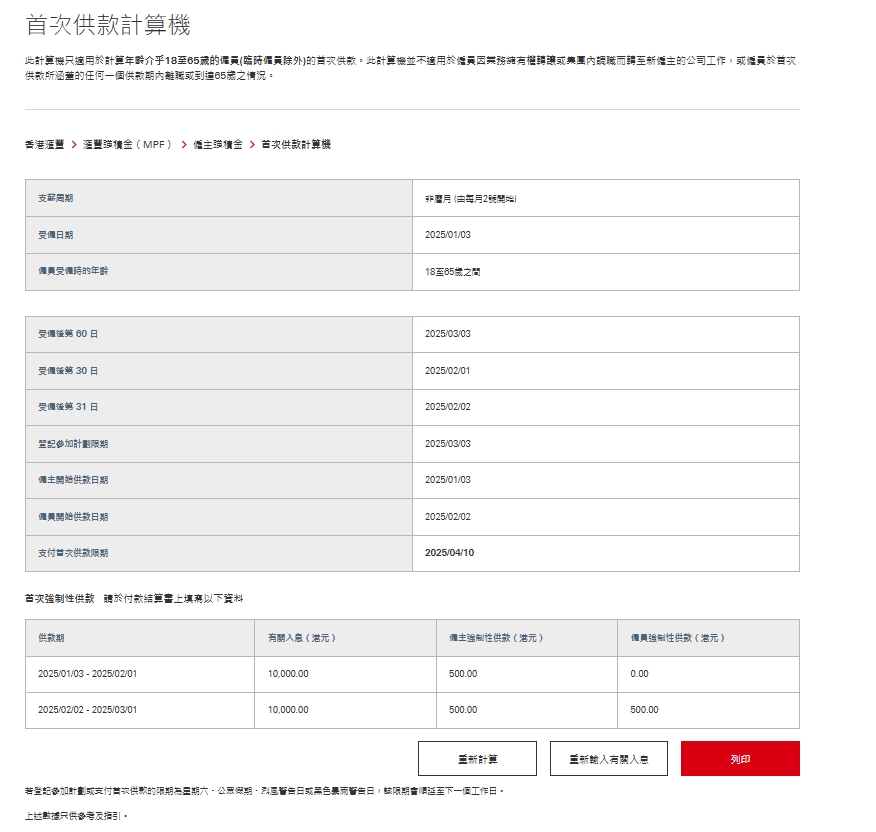 首次供款計算機
此計算機只適用於計算年齡介乎18至65歲的僱員(臨時僱員除外)的首次供款。此計算機並不適用於僱員因業務擁有權轉讓或集團內調職而轉至新僱主的公司工作，或僱員於首次
供款所涵蓋的任何一個供款期內離職或到達65歲之情況。
香港滙豐 > 滙豐強積金（MPF） > 僱主強積金 > 首次供款計算機
支薪周期 非曆月 (由每月2號開始)
受僱日期 2025/01/03
僱員受僱時的年齡 18至65歲之間
受僱後第 60 日 2025/03/03
受僱後第 30 日 2025/02/01
受僱後第 31 日 2025/02/02
登記參加計劃限期 2025/03/03
僱主開始供款日期 2025/01/03
僱員開始供款日期 2025/02/02
支付首次供款限期 2025/04/10
首次強制性供款 請於付款結算書上填寫以下資料
供款期 有關入息（港元） 僱主強制性供款（港元） 僱員強制性供款（港元）
2025/01/03 - 2025/02/01 10,000.00 500.00 0.00
2025/02/02 - 2025/03/01 10,000.00 500.00 500.00
重新計算 重新輸入有關入息 列印
若登記參加計劃或支付首次供款的限期為星期六、公眾假期、烈風警告日或黑色暴雨警告日，該限期會順延至下一個工作日。
上述數據只供參考及指引。